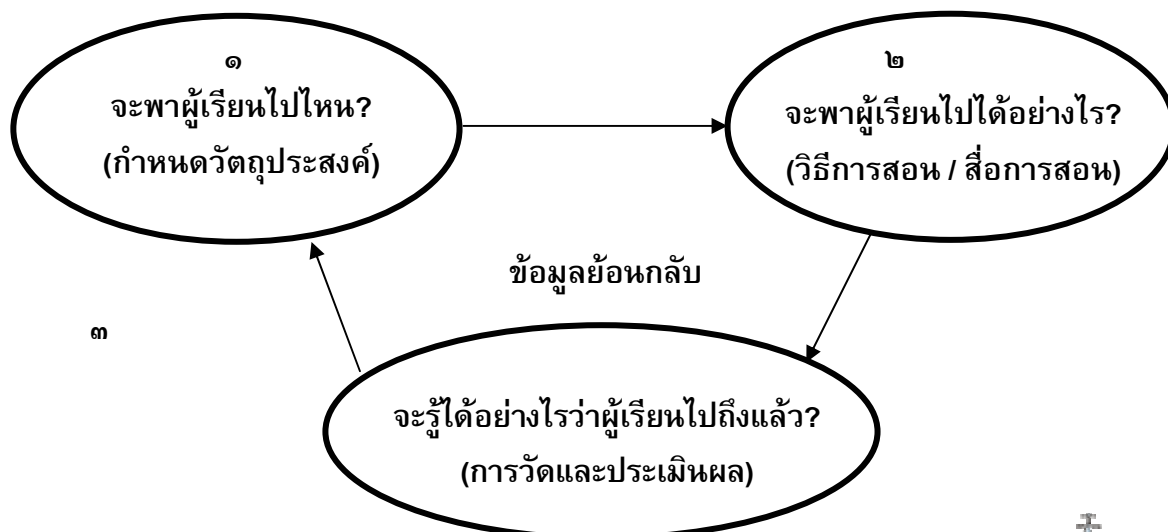 ๑
จะพาผู้เรียนไปไหน?
(กำหนดวัตถุประสงค์)
๒
จะพาผู้เรียนไปได้อย่างไร?
(วิธีการสอน / สื่อการสอน)
ข้อมูลย้อนกลับ
๓
จะรู้ได้อย่างไรว่าผู้เรียนไปถึงแล้ว?
(การวัดและประเมินผล)